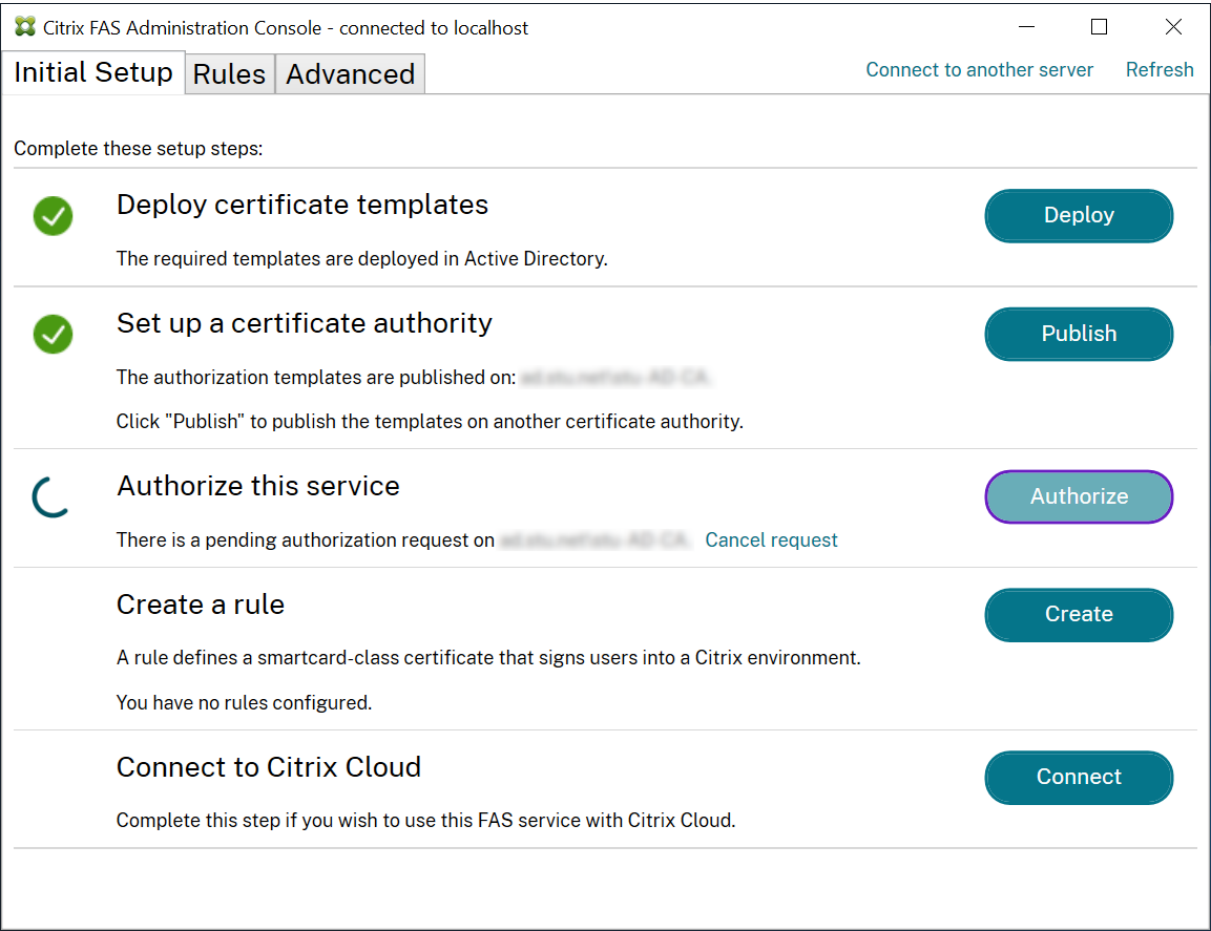 Citrix FAS Administration Console - connected to localhost
Initial Setup Rules Advanced Connect to another server Refresh
Complete these setup steps:
Deploy certificate templates
Deploy
The required templates are deployed in Active Directory.
Set up a certificate authority
Publish
The authorization templates are published on:
Click "Publish" to publish the templates on another certificate authority.
Authorize this service
Authorize
There is a pending authorization request on Cancel request
Create a rule
Create
A rule defines a smartcard-class certificate that signs users into a Citrix environment.
You have no rules configured.
Connect to Citrix Cloud
Connect
Complete this step if you wish to use this FAS service with Citrix Cloud.